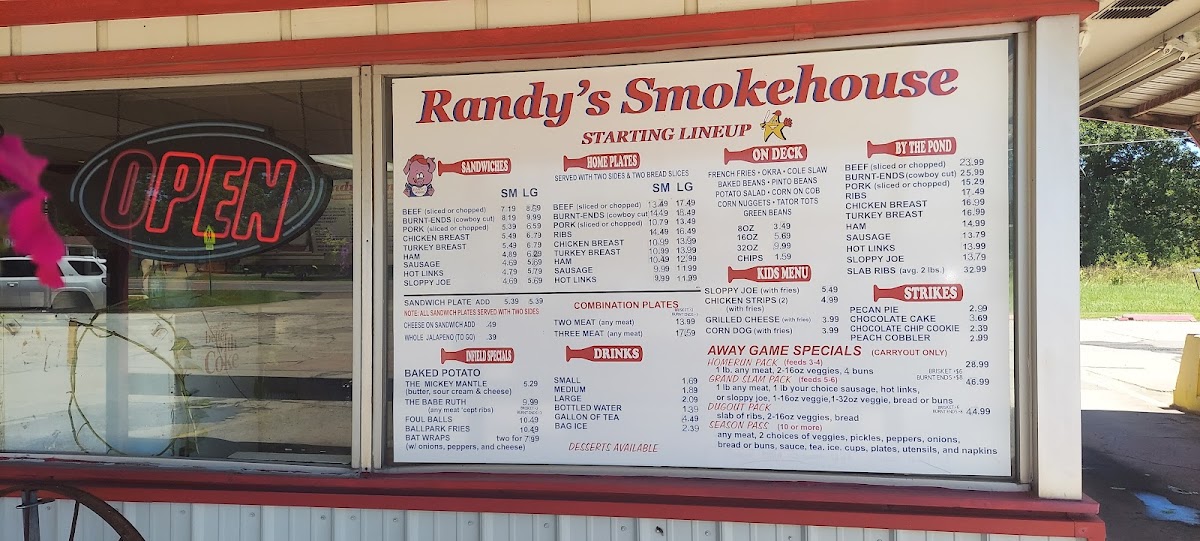 OPEN
Coke
Randy's Smokehouse
STARTING LINEUP
SANDWICHES
SM LG
BEEF (sliced or chopped) 7.19 8.59
BURNT-ENDS (cowboy cut) 8.19 9.99
PORK (sliced or chopped) 5.39 6.59
CHICKEN BREAST 5.49 6.79
TURKEY BREAST 5.49 6.79
HAM 4.89 6.29
SAUSAGE 4.69 5.69
HOT LINKS 4.79 5.79
SLOPPY JOE 4.69 5.69
SANDWICH PLATE ADD 5.39 5.39
NOTE: ALL SANDWICH PLATES SERVED WITH TWO SIDES
CHEESE ON SANDWICH ADD .49
WHOLE JALAPENO (TO GO) .39
INFIELD SPECIALS
BAKED POTATO
THE MICKEY MANTLE 5.29
(butter, sour cream & cheese)
THE BABE RUTH 9.99
(any meat 'cept ribs)
FOUL BALLS 10.49
BALLPARK FRIES 10.49
BAT WRAPS two for 7.99
(w/ onions, peppers, and cheese)
HOME PLATES
SERVED WITH TWO SIDES & TWO BREAD SLICES
SM LG
BEEF (sliced or chopped) 13.49 17.49
BURNT-ENDS (cowboy cut) 14.49 18.49
PORK (sliced or chopped) 10.79 13.49
RIBS 14.49 16.49
CHICKEN BREAST 10.99 13.99
TURKEY BREAST 10.99 13.99
HAM 10.49 12.99
SAUSAGE 9.99 11.99
HOT LINKS 9.99 11.99
COMBINATION PLATES
TWO MEAT (any meat) 13.99
THREE MEAT (any meat) 17.59
DRINKS
SMALL 1.69
MEDIUM 1.89
LARGE 2.09
BOTTLED WATER 1.39
GALLON OF TEA 4.49
BAG ICE 2.39
DESSERTS AVAILABLE
ON DECK
FRENCH FRIES • OKRA • COLE SLAW
BAKED BEANS • PINTO BEANS
POTATO SALAD • CORN ON COB
CORN NUGGETS • TATOR TOTS
GREEN BEANS
8OZ 3.49
16OZ 5.69
32OZ 9.99
CHIPS 1.59
KIDS MENU
SLOPPY JOE (with fries) 5.49
CHICKEN STRIPS (2) 4.99
(with fries)
GRILLED CHEESE (with fries) 3.99
CORN DOG (with fries) 3.99
BY THE POND
BEEF (sliced or chopped) 23.99
BURNT-ENDS (cowboy cut) 25.99
PORK (sliced or chopped) 15.29
RIBS 17.49
CHICKEN BREAST 16.99
TURKEY BREAST 16.99
HAM 14.99
SAUSAGE 13.79
HOT LINKS 13.99
SLOPPY JOE 13.79
SLAB RIBS (avg. 2 lbs.) 32.99
STRIKES
PECAN PIE 2.99
CHOCOLATE CAKE 3.69
CHOCOLATE CHIP COOKIE 2.39
PEACH COBBLER 2.99
AWAY GAME SPECIALS (CARRYOUT ONLY)
HOMERUN PACK (feeds 3-4) 28.99
1 lb. any meat, 2-16oz veggies, 4 buns BRISKET +$6
GRAND SLAM PACK (feeds 5-6) BURNT ENDS +$8 46.99
1 lb any meat, 1 lb your choice sausage, hot links,
or sloppy joe, 1-16oz veggie,1-32oz veggie, bread or buns
DUGOUT PACK 44.99
slab of ribs, 2-16oz veggies, bread
SEASON PASS (10 or more)
any meat, 2 choices of veggies, pickles, peppers, onions,
bread or buns, sauce, tea, ice, cups, plates, utensils, and napkins